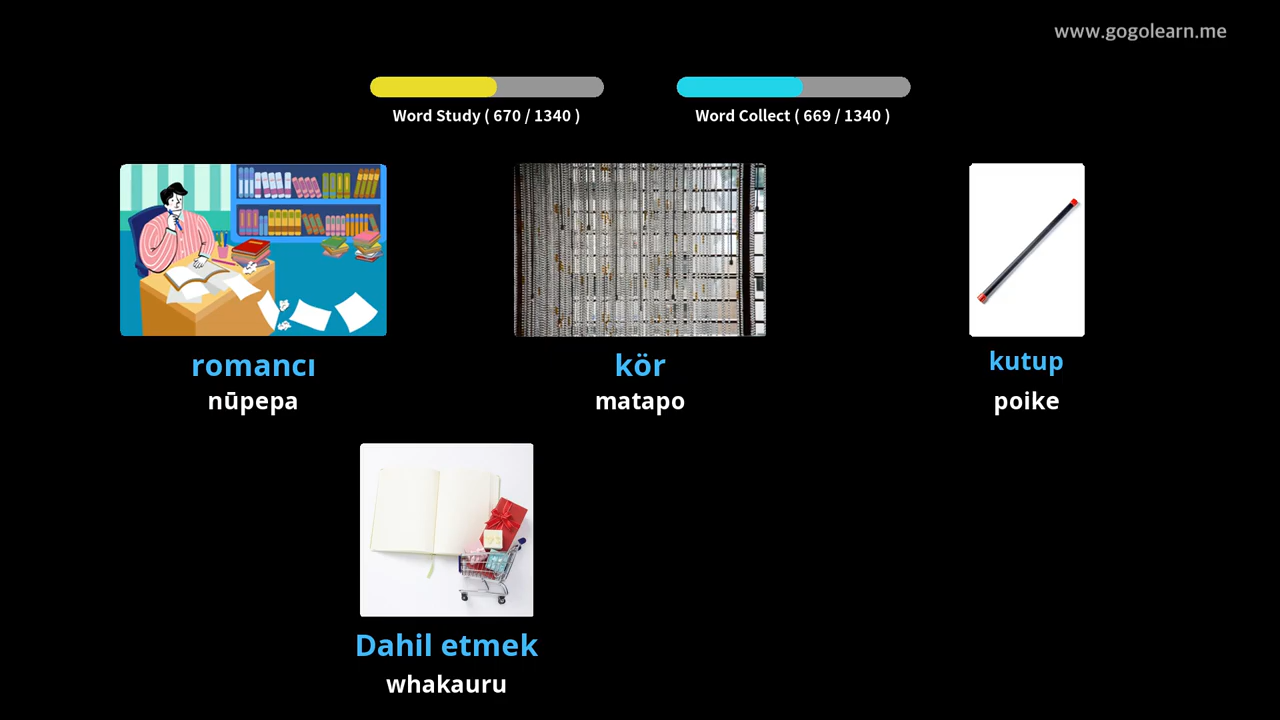 www.gogolearn.me
Word Study ( 670 / 1340 )
Word Collect ( 669 / 1340 )
romancı
nūpepa
kör
matapo
kutup
poike
Dahil etmek
whakauru